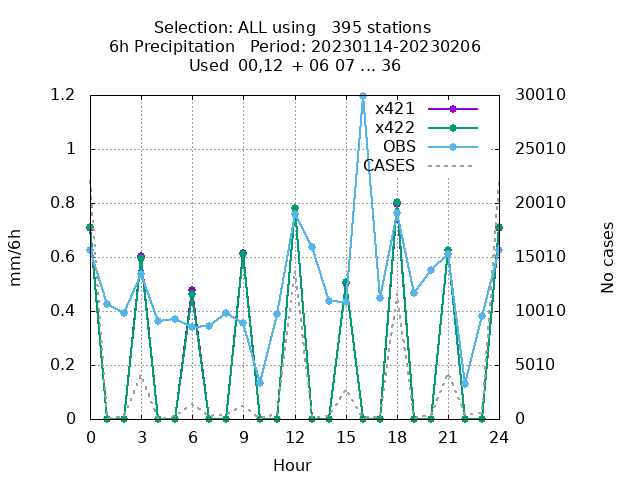 Selection: ALL using   395 stations
6h Precipitation   Period: 20230114-20230206
Used  00,12  + 06 07 ... 36
1.2
1
0.8
0.6
0.4
0.2
0
30010
25010
20010
15010
10010
5010
0
x421
x422
OBS
CASES
mm/6h
No cases
0 3 6 9 12 15 18 21 24
Hour